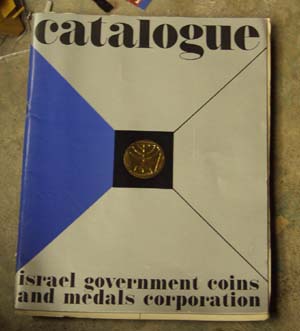 catalogue
israel government coins
and medals corporation